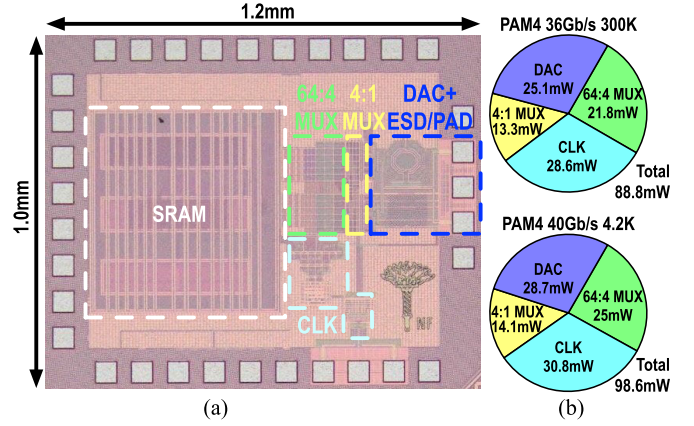 1.2mm
1.0mm
64:4
MUX
4:1
MUX
DAC+
ESD/PAD
SRAM
CLK
NF
(a)
PAM4 36Gb/s 300K
DAC
25.1mW
64:4 MUX
21.8mW
4:1 MUX
13.3mW
CLK
28.6mW
Total
88.8mW
PAM4 40Gb/s 4.2K
DAC
28.7mW
64:4 MUX
25mW
4:1 MUX
14.1mW
CLK
30.8mW
Total
98.6mW
(b)